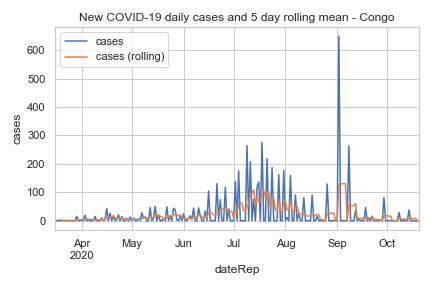 New COVID-19 daily cases and 5 day rolling mean - Congo
cases
cases (rolling)
600
500
400
300
200
100
0
cases
Apr
2020
May
Jun
Jul
Aug
Sep
Oct
dateRep